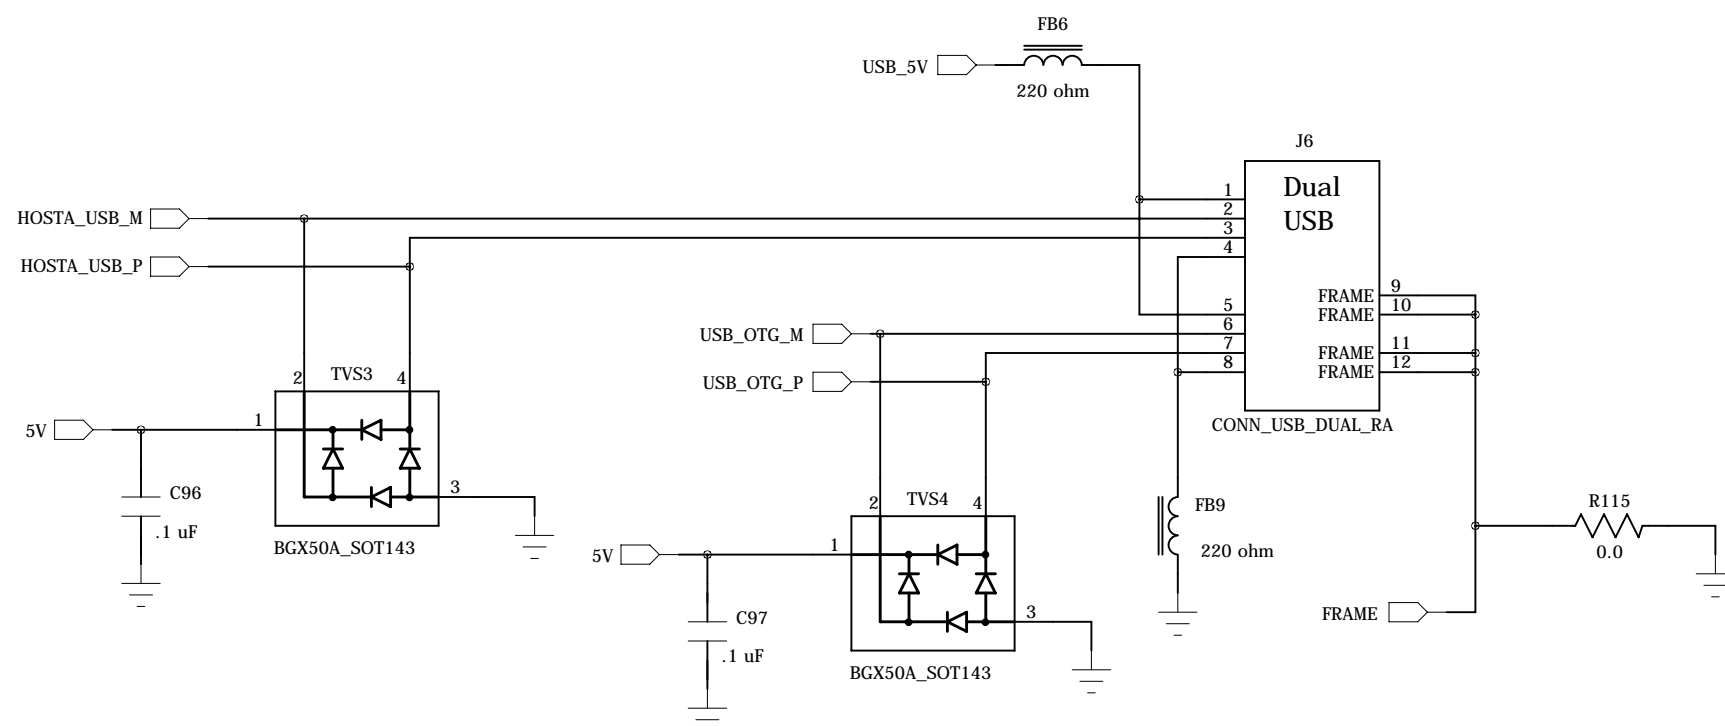 FB6
USB_5V
220 ohm
J6
Dual
USB
1
2
3
4
5
6
7
8
FRAME 9
FRAME 10
FRAME 11
FRAME 12
CONN_USB_DUAL_RA
HOSTA_USB_M
HOSTA_USB_P
USB_OTG_M
USB_OTG_P
2 TVS3 4
5V
1
3
C96
.1 uF
BGX50A_SOT143
2 TVS4 4
5V
1
3
C97
.1 uF
BGX50A_SOT143
FB9
220 ohm
R115
0.0
FRAME